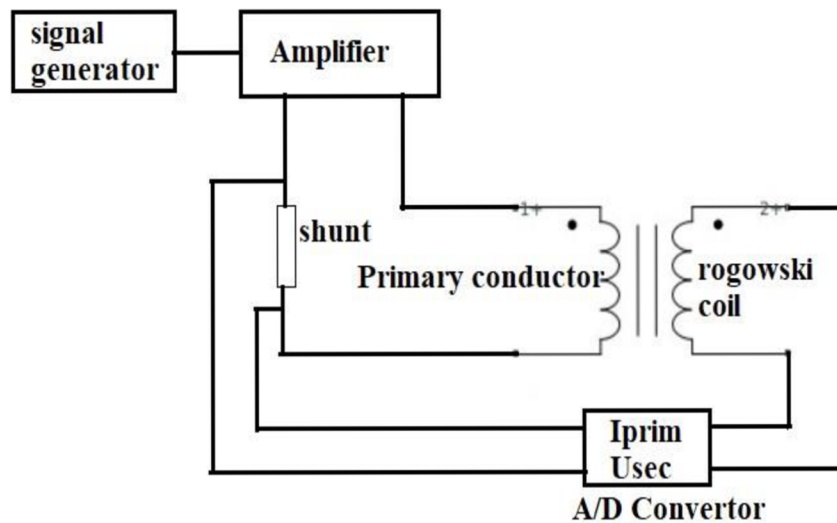 signal
generator
Amplifier
1+
2+
shunt
Primary conductor
rogowski
coil
Iprim
Usec
A/D Convertor